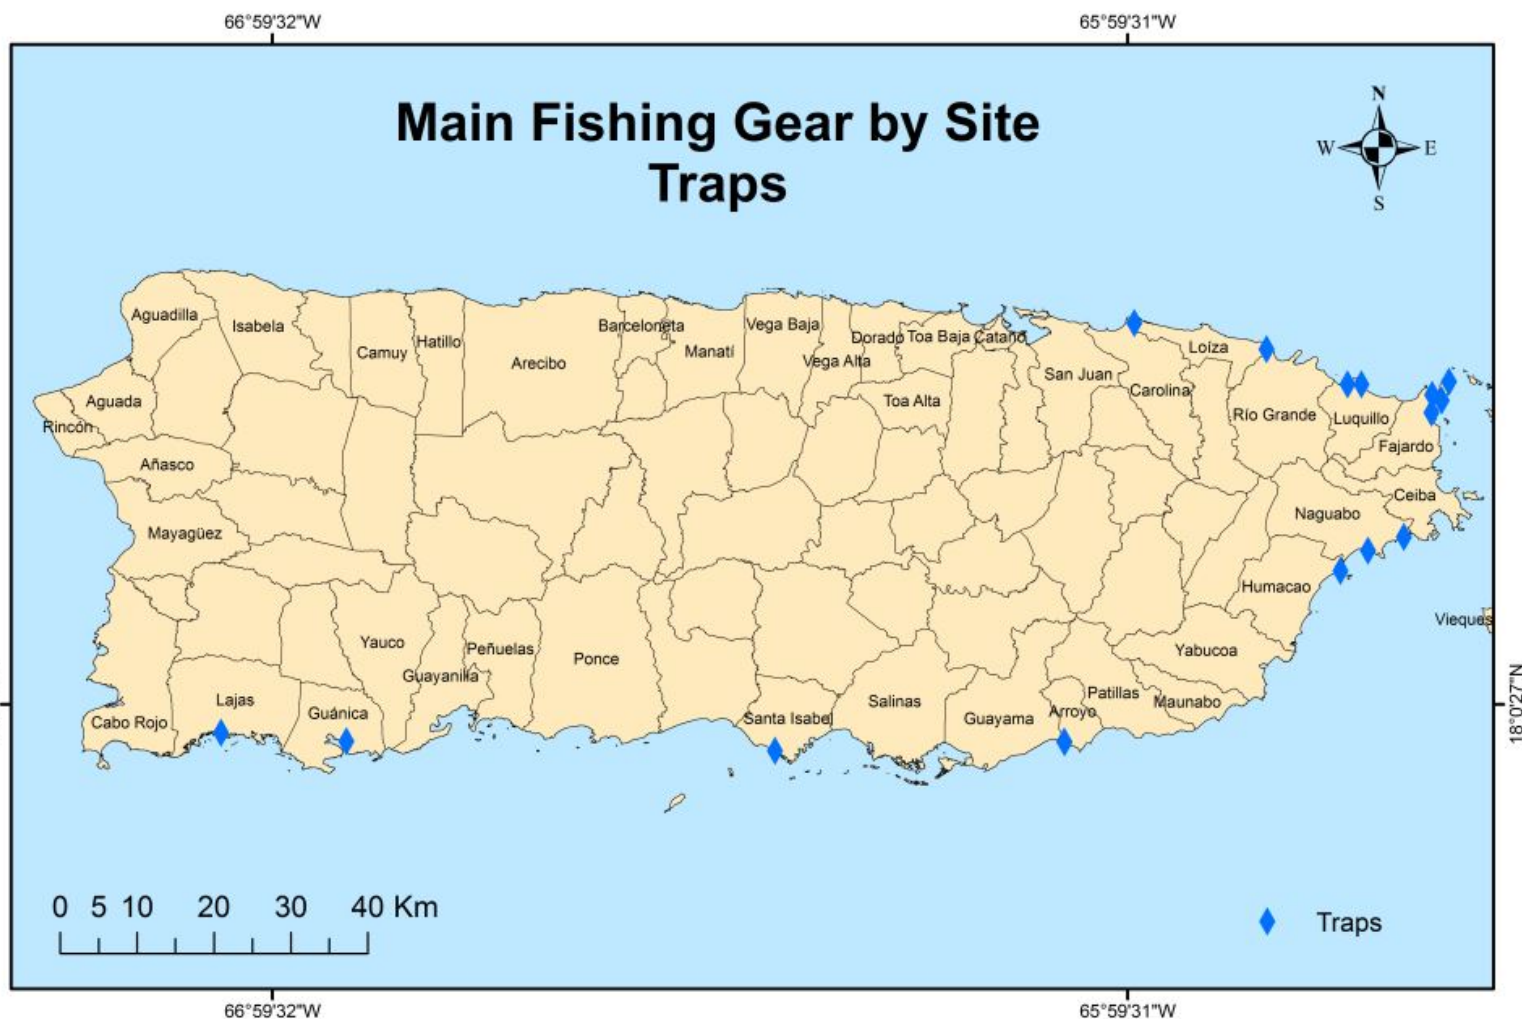 66°59'32"W 65°59'31"W
Main Fishing Gear by Site
Traps
N
W E
S
Aguadilla
Isabela
Camuy
Hatillo
Arecibo
Barceloneta
Manatí
Vega Baja
Vega Alta
Dorado
Toa Baja
Cataño
Toa Alta
San Juan
Carolina
Loíza
Río Grande
Luquillo
Fajardo
Ceiba
Aguada
Rincón
Añasco
Mayagüez
Naguabo
Humacao
Vieques
Yabucoa
Yauco
Guayanilla
Peñuelas
Ponce
Cabo Rojo
Lajas
Guánica
Santa Isabel
Salinas
Guayama
Arroyo
Patillas
Maunabo
18°0'27"N
0 5 10 20 30 40 Km
Traps
66°59'32"W 65°59'31"W